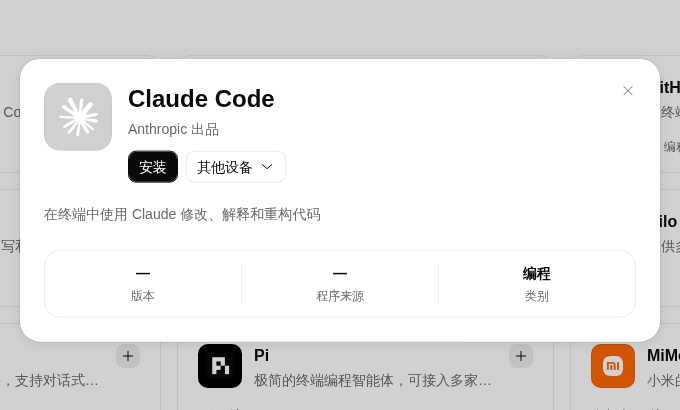 Claude Code
Anthropic 出品
安装
其他设备
在终端中使用 Claude 修改、解释和重构代码
—
版本
—
程序来源
编程
类别
Co
写
itH
终
编程
ilo
供多
，支持对话式…
Pi
极简的终端编程智能体，可接入多家…
MiMo
小米的